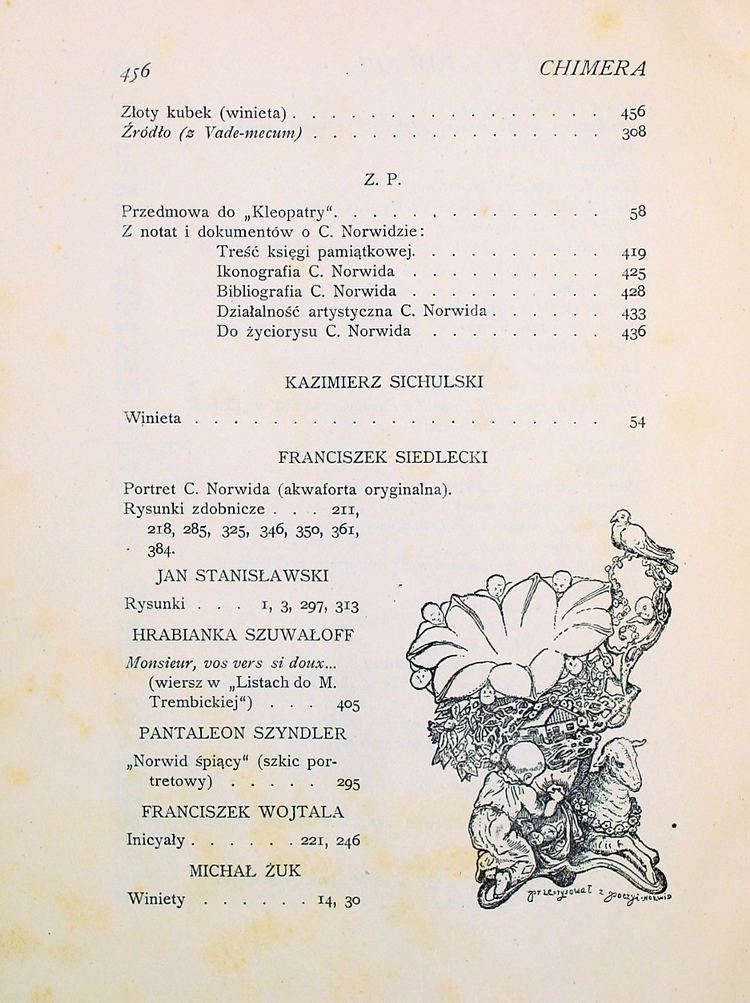 456 CHIMERA
Złoty kubek (winieta) . . . . . . . . . . . . . . . . 456
Źródło (z Vade-mecum) . . . . . . . . . . . . . . . 308
Z. P.
Przedmowa do „Kleopatry“. . . . . . . . . . . . . . 58
Z notat i dokumentów o C. Norwidzie:
Treść księgi pamiątkowej. . . . . . . . . . 419
Ikonografia C. Norwida . . . . . . . . . . 425
Bibliografia C. Norwida . . . . . . . . . . 428
Działalność artystyczna C. Norwida . . . . . . 433
Do życiorysu C. Norwida . . . . . . . . . 436
KAZIMIERZ SICHULSKI
Winieta . . . . . . . . . . . . . . . . . . . . . 54
FRANCISZEK SIEDLECKI
Portret C. Norwida (akwaforta oryginalna).
Rysunki zdobnicze . . . 211,
218, 285, 325, 346, 350, 361,
384.
JAN STANISŁAWSKI
Rysunki . . . 1, 3, 297, 313
HRABIANKA SZUWAŁOFF
Monsieur, vos vers si doux...
(wiersz w „Listach do M.
Trembickiej“) . . . 405
PANTALEON SZYNDLER
„Norwid śpiący“ (szkic por-
tretowy) . . . . . 295
FRANCISZEK WOJTALA
Inicyały . . . . . . 221, 246
MICHAŁ ŻUK
Winiety . . . . . . 14, 30
przerysował z poezyi·NORWID